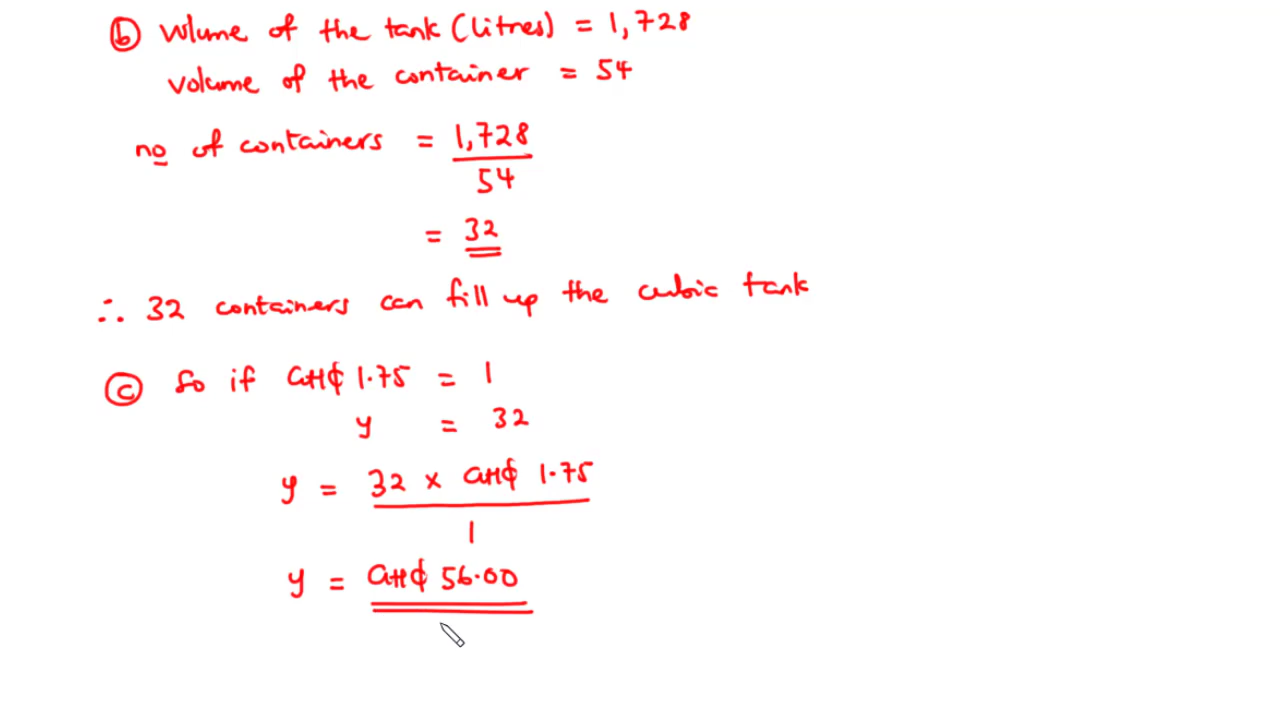 ⓑ Volume of the tank (litres) = 1,728
volume of the container = 54
no of containers = 1,728
54
= 32
∴ 32 containers can fill up the cubic tank
ⓒ So if GH₵ 1.75 = 1
y = 32
y = 32 x GH₵ 1.75
1
y = GH₵ 56.00